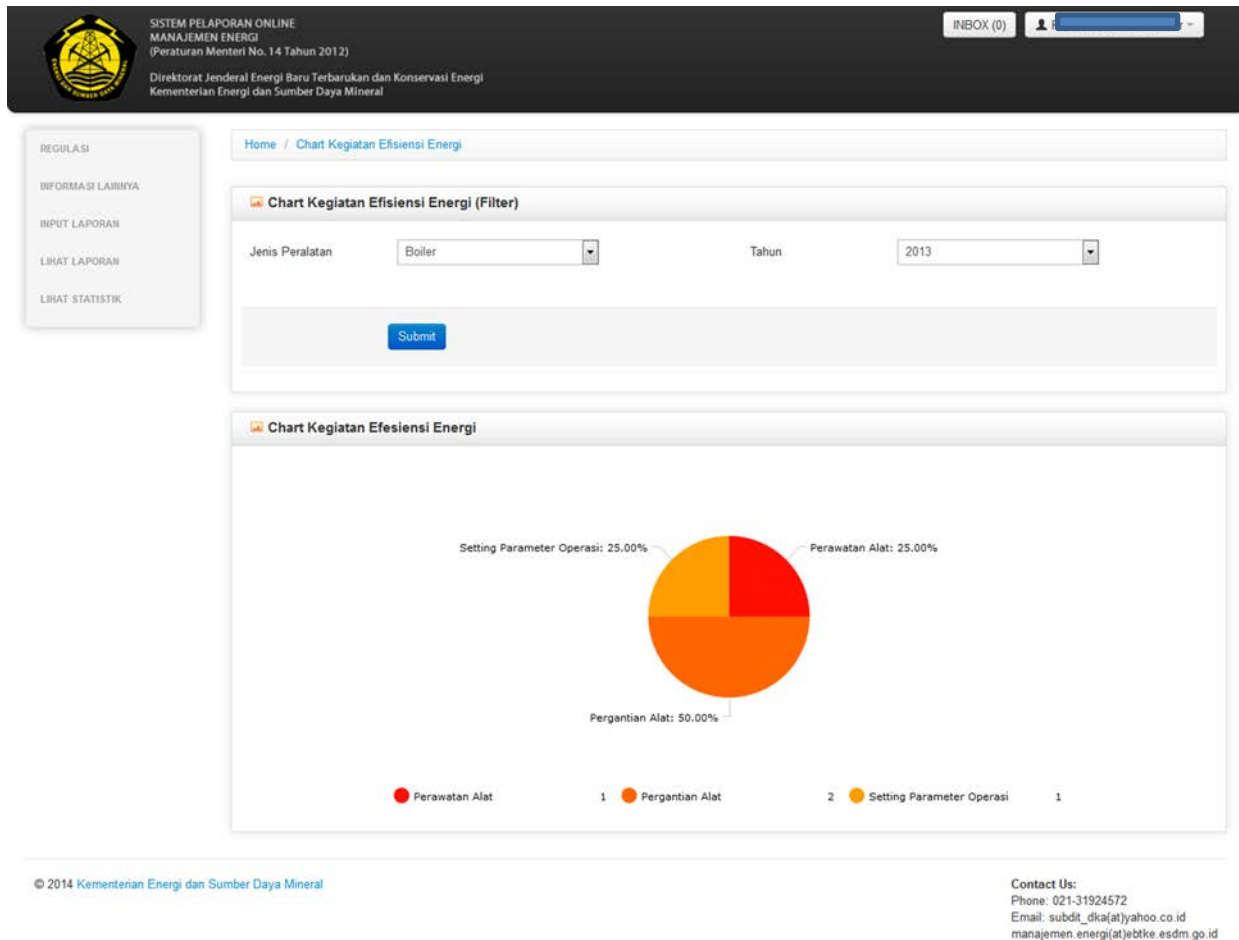 SISTEM PELAPORAN ONLINE
MANAJEMEN ENERGI
(Peraturan Menteri No. 14 Tahun 2012)
Direktorat Jenderal Energi Baru Terbarukan dan Konservasi Energi
Kementerian Energi dan Sumber Daya Mineral
ENERGI DAN SUMBER DAYA MINERAL
INBOX (0)
REGULASI
INFORMASI LAINNYA
INPUT LAPORAN
LIHAT LAPORAN
LIHAT STATISTIK
Home / Chart Kegiatan Efisiensi Energi
Chart Kegiatan Efisiensi Energi (Filter)
Jenis Peralatan Boiler Tahun 2013
Submit
Chart Kegiatan Efesiensi Energi
Setting Parameter Operasi: 25.00% Perawatan Alat: 25.00%
Pergantian Alat: 50.00%
Perawatan Alat 1 Pergantian Alat 2 Setting Parameter Operasi 1
© 2014 Kementerian Energi dan Sumber Daya Mineral
Contact Us:
Phone: 021-31924572
Email: subdit_dka(at)yahoo.co.id
manajemen.energi(at)ebtke.esdm.go.id